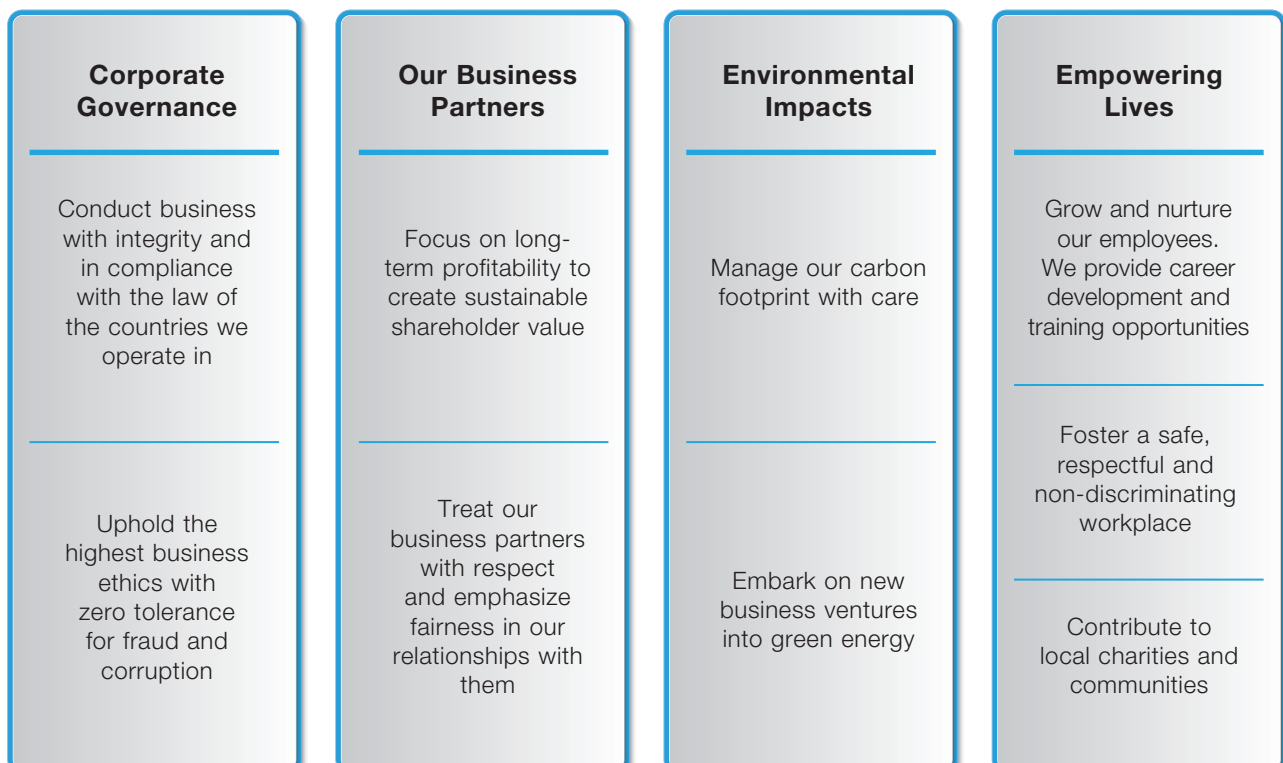 Corporate
Governance
Conduct business
with integrity and
in compliance
with the law of
the countries we
operate in
Uphold the
highest business
ethics with
zero tolerance
for fraud and
corruption
Our Business
Partners
Focus on long-
term profitability to
create sustainable
shareholder value
Treat our
business partners
with respect
and emphasize
fairness in our
relationships with
them
Environmental
Impacts
Manage our carbon
footprint with care
Embark on new
business ventures
into green energy
Empowering
Lives
Grow and nurture
our employees.
We provide career
development and
training opportunities
Foster a safe,
respectful and
non-discriminating
workplace
Contribute to
local charities and
communities